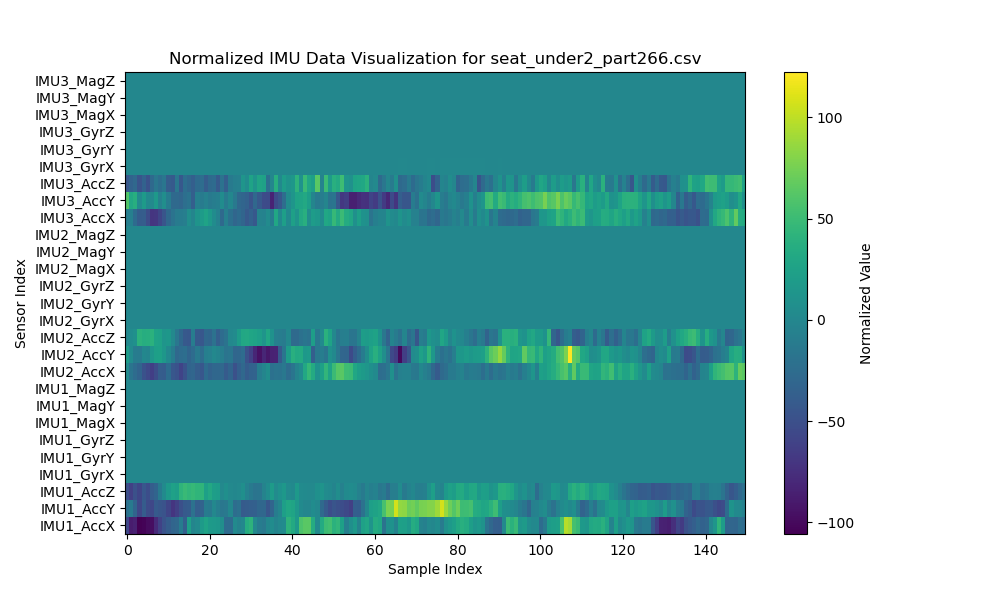 Normalized IMU Data Visualization for seat_under2_part266.csv
IMU3_MagZ
IMU3_MagY
IMU3_MagX
IMU3_GyrZ
IMU3_GyrY
IMU3_GyrX
IMU3_AccZ
IMU3_AccY
IMU3_AccX
IMU2_MagZ
IMU2_MagY
IMU2_MagX
IMU2_GyrZ
IMU2_GyrY
IMU2_GyrX
IMU2_AccZ
IMU2_AccY
IMU2_AccX
IMU1_MagZ
IMU1_MagY
IMU1_MagX
IMU1_GyrZ
IMU1_GyrY
IMU1_GyrX
IMU1_AccZ
IMU1_AccY
IMU1_AccX
Sensor Index
0 20 40 60 80 100 120 140
Sample Index
100
50
0
−50
−100
Normalized Value